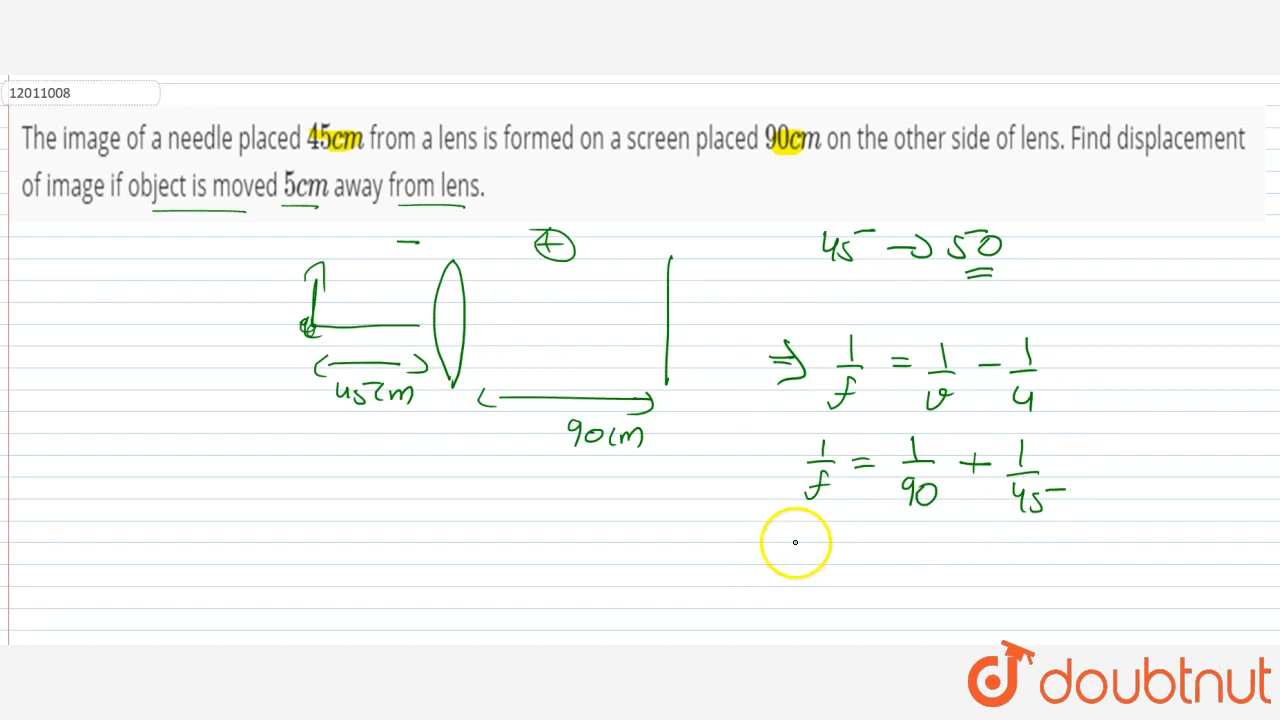 12011008
The image of a needle placed 45cm from a lens is formed on a screen placed 90cm on the other side of lens. Find displacement
of image if object is moved 5cm away from lens.
− +
45 → 50
45cm
90cm
⇒ 1/f = 1/v − 1/u
1/f = 1/90 + 1/45
doubtnut